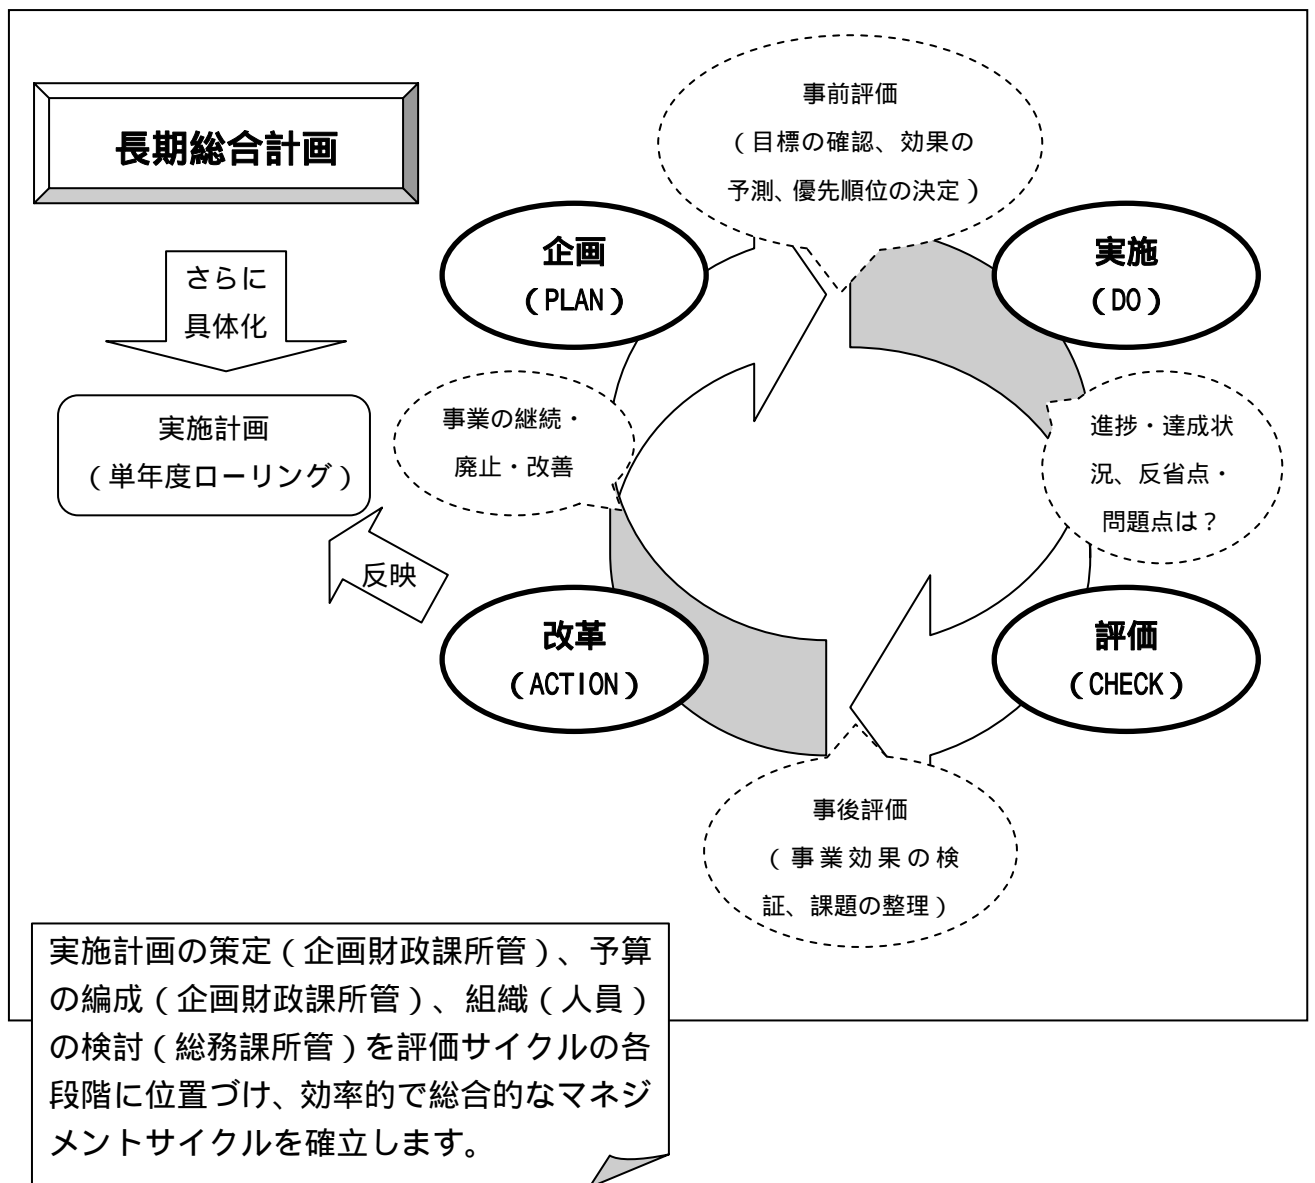 長期総合計画
さらに
具体化
実施計画
（単年度ローリング）
反映
事前評価
（目標の確認、効果の
予測、優先順位の決定）
企画
（PLAN）
実施
（DO）
事業の継続・
廃止・改善
進捗・達成状
況、反省点・
問題点は？
改革
（ACTION）
評価
（CHECK）
事後評価
（事業効果の検
証、課題の整理）
実施計画の策定（企画財政課所管）、予算
の編成（企画財政課所管）、組織（人員）
の検討（総務課所管）を評価サイクルの各
段階に位置づけ、効率的で総合的なマネジ
メントサイクルを確立します。